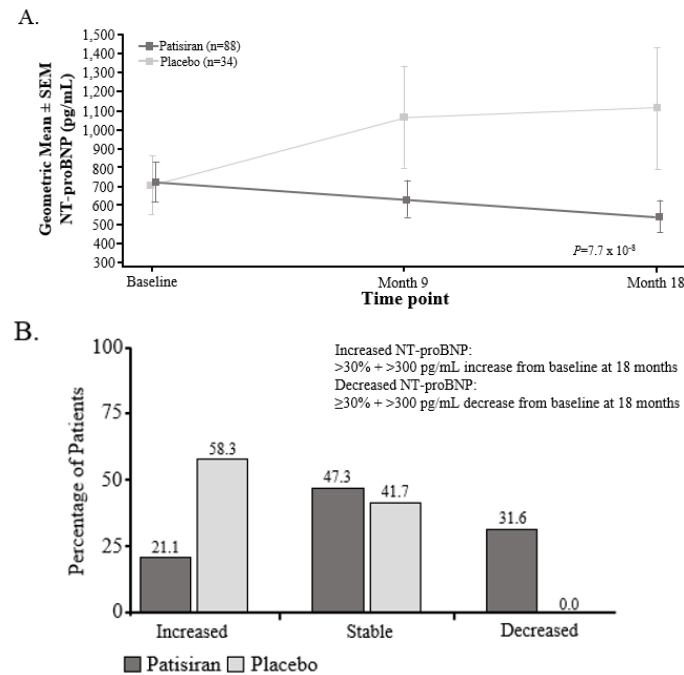 A.
1,500
1,400
1,300
1,200
1,100
1,000
900
800
700
600
500
400
300
Geometric Mean ± SEM
NT-proBNP (pg/mL)
Patisiran (n=88)
Placebo (n=34)
P=7.7 x 10-8
Baseline
Month 9
Month 18
Time point
B.
Increased NT-proBNP:
>30% + >300 pg/mL increase from baseline at 18 months
Decreased NT-proBNP:
≥30% + >300 pg/mL decrease from baseline at 18 months
Percentage of Patients
100
75
50
25
0
21.1
58.3
47.3
41.7
31.6
0.0
Increased
Stable
Decreased
Patisiran
Placebo